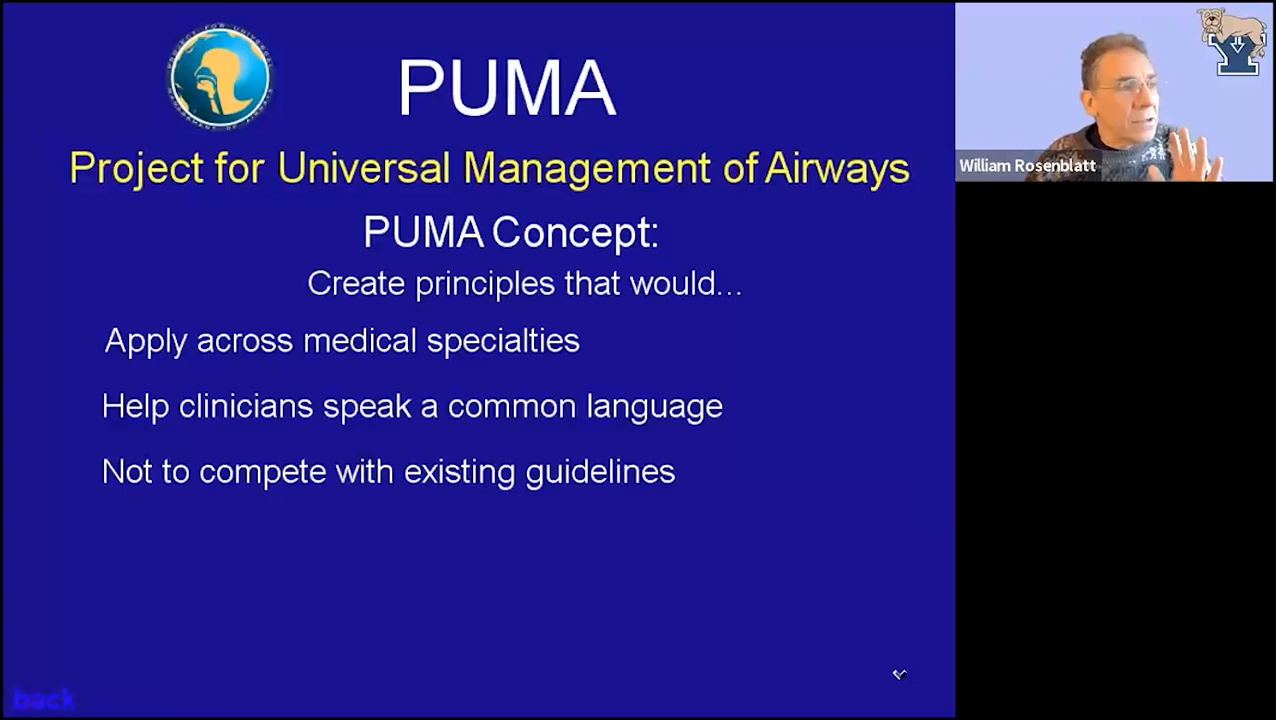 PUMA
Project for Universal Management of Airways
PUMA Concept:
Create principles that would...
Apply across medical specialties
Help clinicians speak a common language
Not to compete with existing guidelines
back
William Rosenblatt
Y